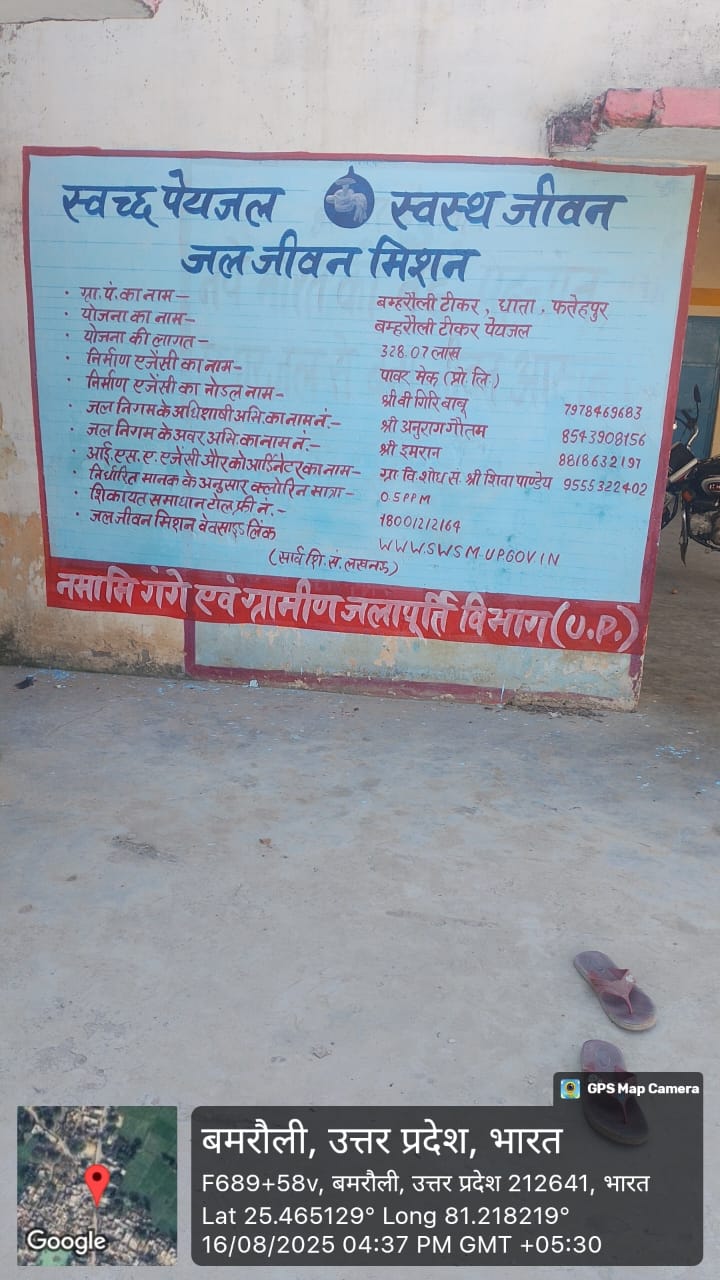 स्वच्छ पेयजल स्वस्थ जीवन
जल जीवन मिशन
· ग्रा. पं. का नाम — बम्हरौली टीकर, धाता, फतेहपुर
· योजना का नाम — बम्हरौली टीकर पेयजल
· योजना की लागत — 328.07 लाख
· निर्माण एजेंसी का नाम — पावर मेक (प्रो. लि.)
· निर्माण एजेंसी का नोडल नाम — श्री वी गिरि बाबू 7978469683
· जल निगम के अधिशाषी अभि. का नाम नं. — श्री अनुराग गौतम 8543908156
· जल निगम के अवर अभि. का नाम नं. — श्री इमरान 8818632197
· आई. एस. ए. एजेंसी और कोआर्डिनेटर का नाम — ग्रा वि. शोध सं. श्री शिवा पाण्डेय 9555322402
· निर्धारित मानक के अनुसार क्लोरिन मात्रा — 0.5 PPM
· शिकायत समाधान टोल फ्री नं. — 18001212164
· जल जीवन मिशन वेवसाइड लिंक WWW.SWSM.UP.GOV.IN
(सार्व शि. सं. लखनऊ)
नमामि गंगे एवं ग्रामीण जलापूर्ति विभाग (U.P.)
GPS Map Camera
बमरौली, उत्तर प्रदेश, भारत
F689+58v, बमरौली, उत्तर प्रदेश 212641, भारत
Lat 25.465129° Long 81.218219°
16/08/2025 04:37 PM GMT +05:30
Google